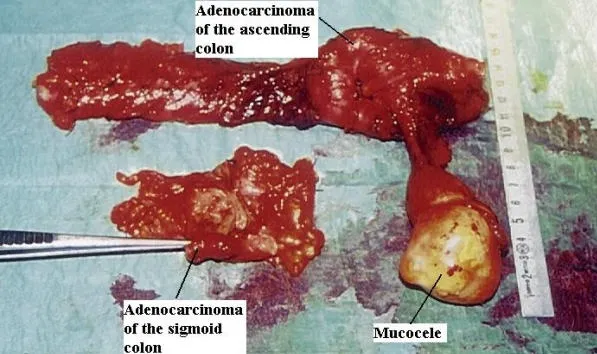 Adenocarcinoma
of the ascending
colon
Adenocarcinoma
of the sigmoid
colon
Mucocele